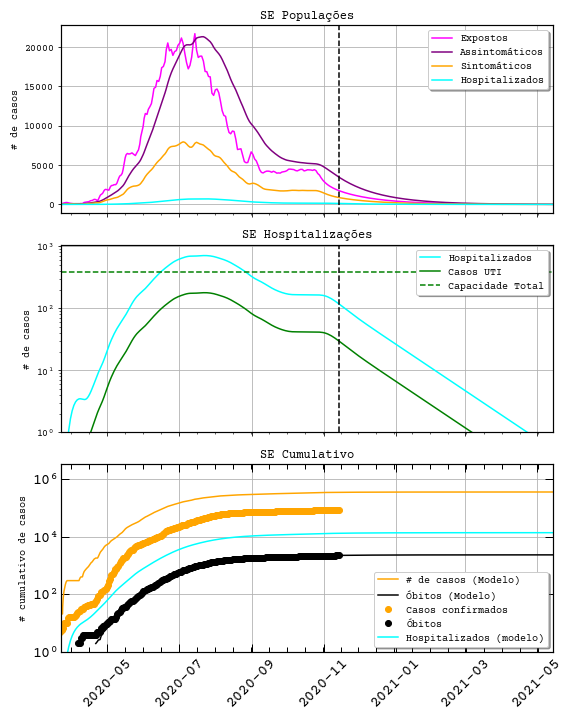 SE Populações
# de casos
20000
15000
10000
5000
0
Expostos
Assintomáticos
Sintomáticos
Hospitalizados
SE Hospitalizações
# de casos
10³
10²
10¹
10⁰
Hospitalizados
Casos UTI
Capacidade Total
SE Cumulativo
# cumulativo de casos
10⁶
10⁴
10²
10⁰
# de casos (Modelo)
Óbitos (Modelo)
Casos confirmados
Óbitos
Hospitalizados (modelo)
2020-05
2020-07
2020-09
2020-11
2021-01
2021-03
2021-05